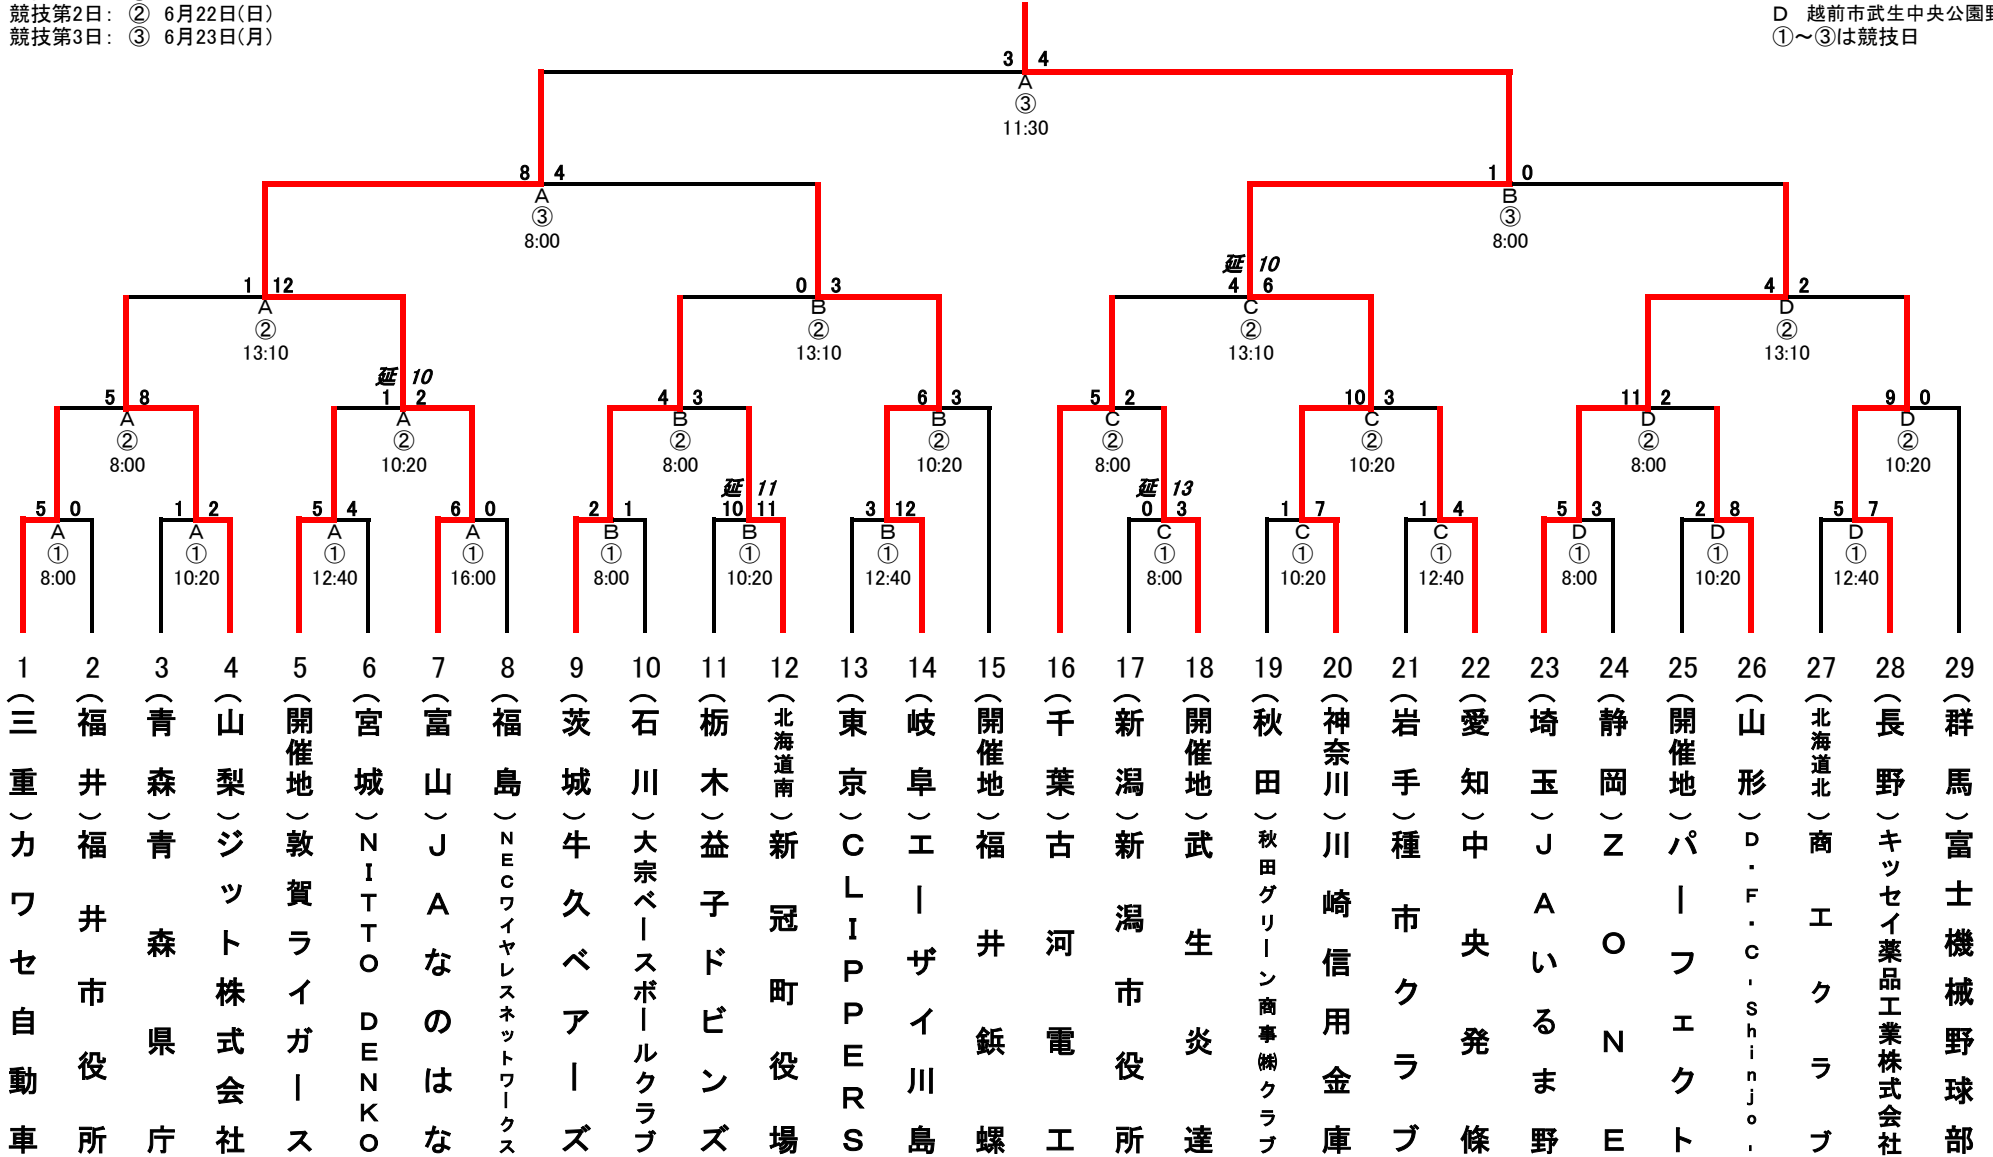 競技第2日： ② 6月22日(日)
競技第3日： ③ 6月23日(月)
D 越前市武生中央公園
①～③は競技日
3 4
A
③
11:30
8 4
A
③
8:00
1 0
B
③
8:00
1 12
A
②
13:10
0 3
B
②
13:10
延 10
4 6
C
②
13:10
4 2
D
②
13:10
5 8
A
②
8:00
延 10
1 2
A
②
10:20
4 3
B
②
8:00
6 3
B
②
10:20
5 2
C
②
8:00
10 3
C
②
10:20
11 2
D
②
8:00
9 0
D
②
10:20
5 0
A
①
8:00
1 2
A
①
10:20
5 4
A
①
12:40
6 0
A
①
16:00
2 1
B
①
8:00
延 11
10 11
B
①
10:20
3 12
B
①
12:40
延 13
0 3
C
①
8:00
1 7
C
①
10:20
1 4
C
①
12:40
5 3
D
①
8:00
2 8
D
①
10:20
5 7
D
①
12:40
1 （三重）カワセ自動車
2 （福井）福井市役所
3 （青森）青森県庁
4 （山梨）ジット株式会社
5 （開催地）敦賀ライガース
6 （宮城）NITTO DENKO
7 （富山）JAなのはな
8 （福島）NECワイヤレスネットワークス
9 （茨城）牛久ベアーズ
10 （石川）大宗ベースボールクラブ
11 （栃木）益子ドビンズ
12 （北海道南）新冠町役場
13 （東京）CLIPPERS
14 （岐阜）エーザイ川島
15 （開催地）福井鋲螺
16 （千葉）古河電工
17 （新潟）新潟市役所
18 （開催地）武生炎達
19 （秋田）秋田グリーン商事㈱クラブ
20 （神奈川）川崎信用金庫
21 （岩手）種市クラブ
22 （愛知）中央発條
23 （埼玉）JAいるま野
24 （静岡）ZONE
25 （開催地）パーフェクト
26 （山形）D・F・C-Shinjo-
27 （北海道北）商エクラブ
28 （長野）キッセイ薬品工業株式会社
29 （群馬）富士機械野球部